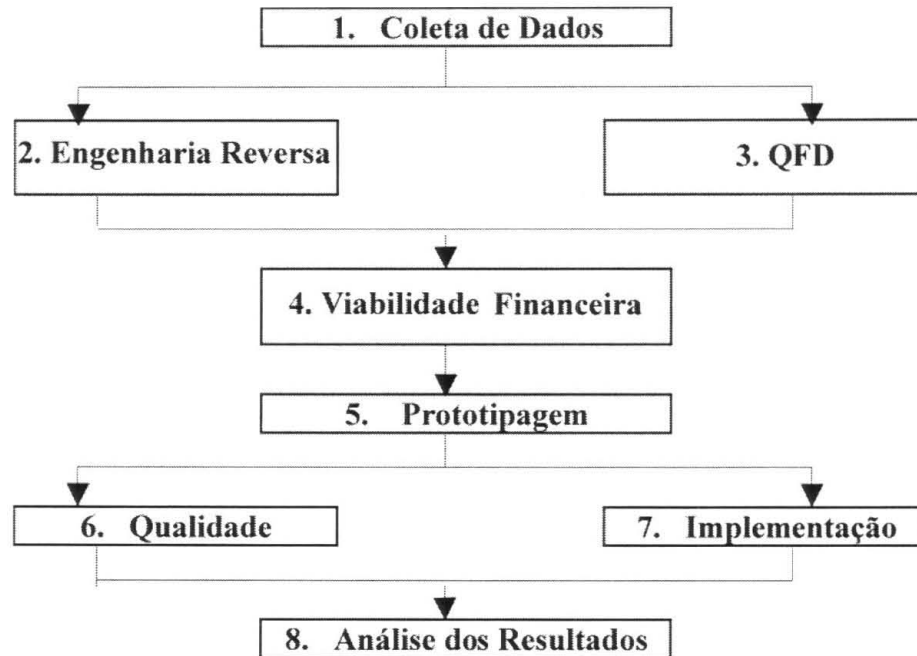 1. Coleta de Dados
2. Engenharia Reversa
3. QFD
4. Viabilidade Financeira
5. Prototipagem
6. Qualidade
7. Implementação
8. Análise dos Resultados